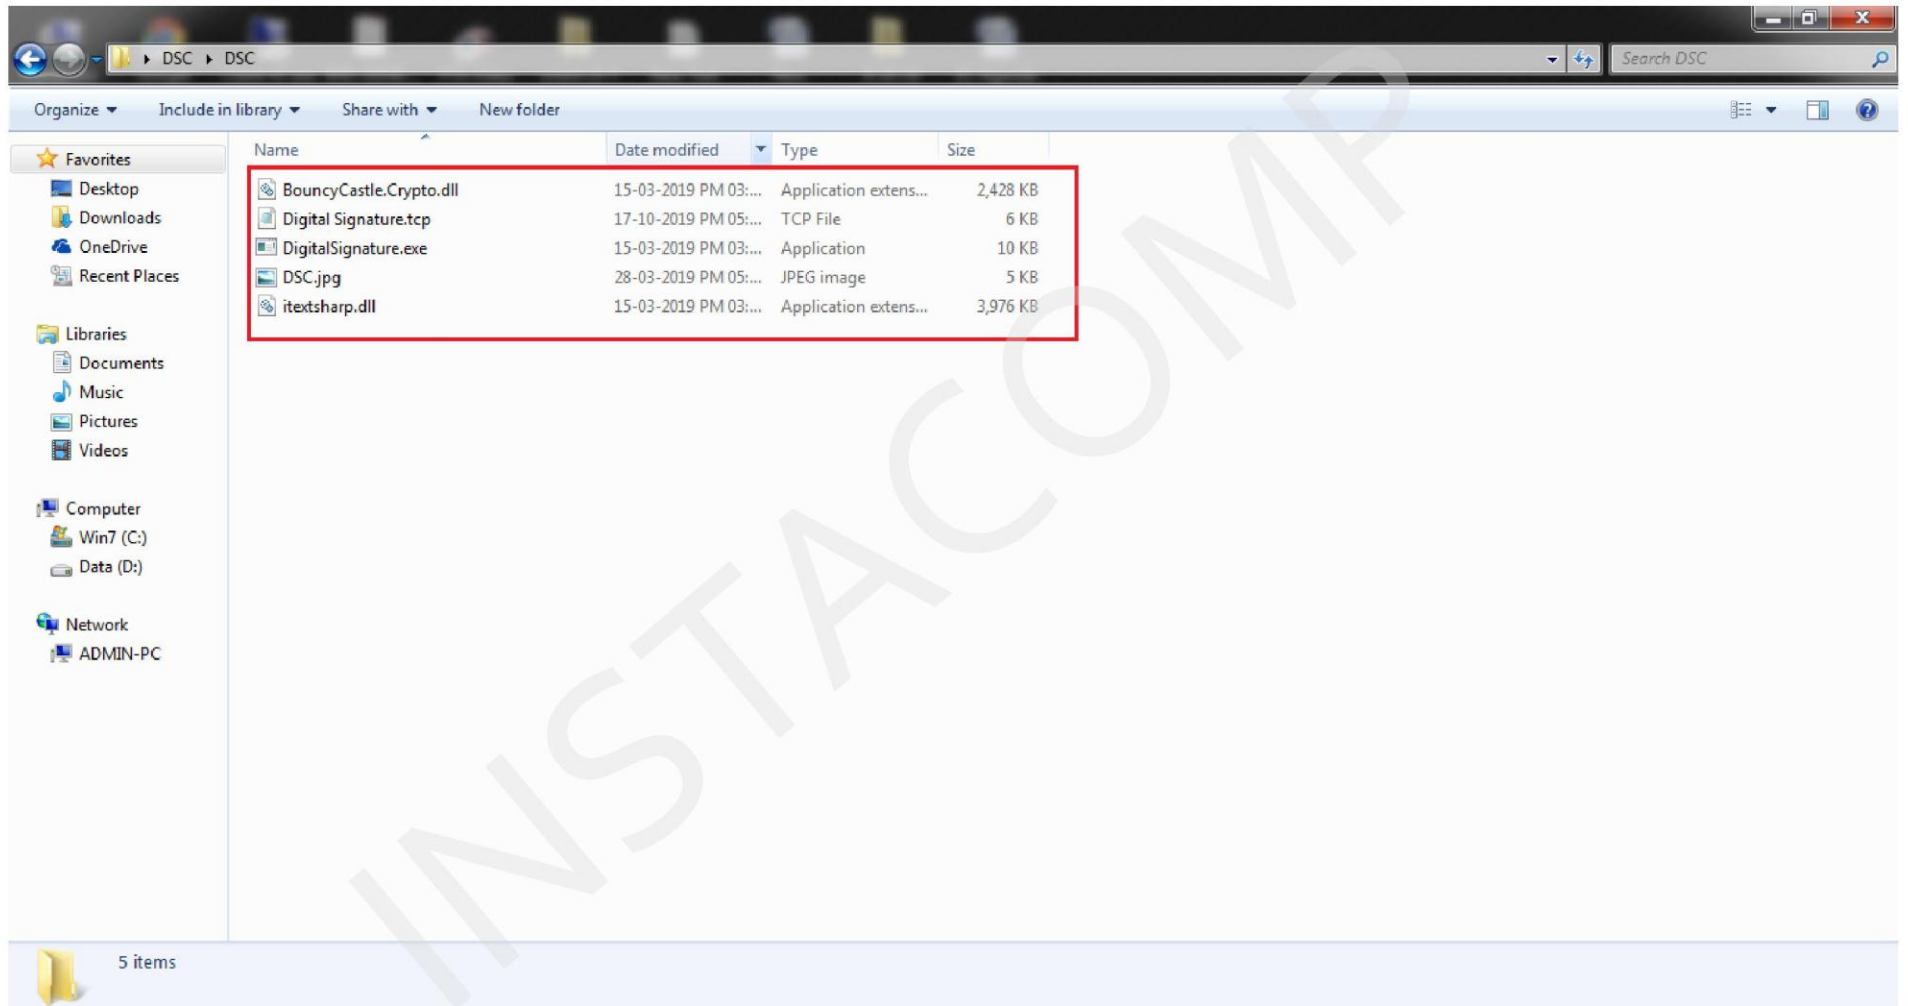 DSC DSC
Search DSC
Organize Include in library Share with New folder
Name Date modified Type Size
Favorites
Desktop
Downloads
OneDrive
Recent Places
Libraries
Documents
Music
Pictures
Videos
Computer
Win7 (C:)
Data (D:)
Network
ADMIN-PC
BouncyCastle.Crypto.dll 15-03-2019 PM 03:... Application extens... 2,428 KB
Digital Signature.tcp 17-10-2019 PM 05:... TCP File 6 KB
DigitalSignature.exe 15-03-2019 PM 03:... Application 10 KB
DSC.jpg 28-03-2019 PM 05:... JPEG image 5 KB
itextsharp.dll 15-03-2019 PM 03:... Application extens... 3,976 KB
INSTACOMP
5 items